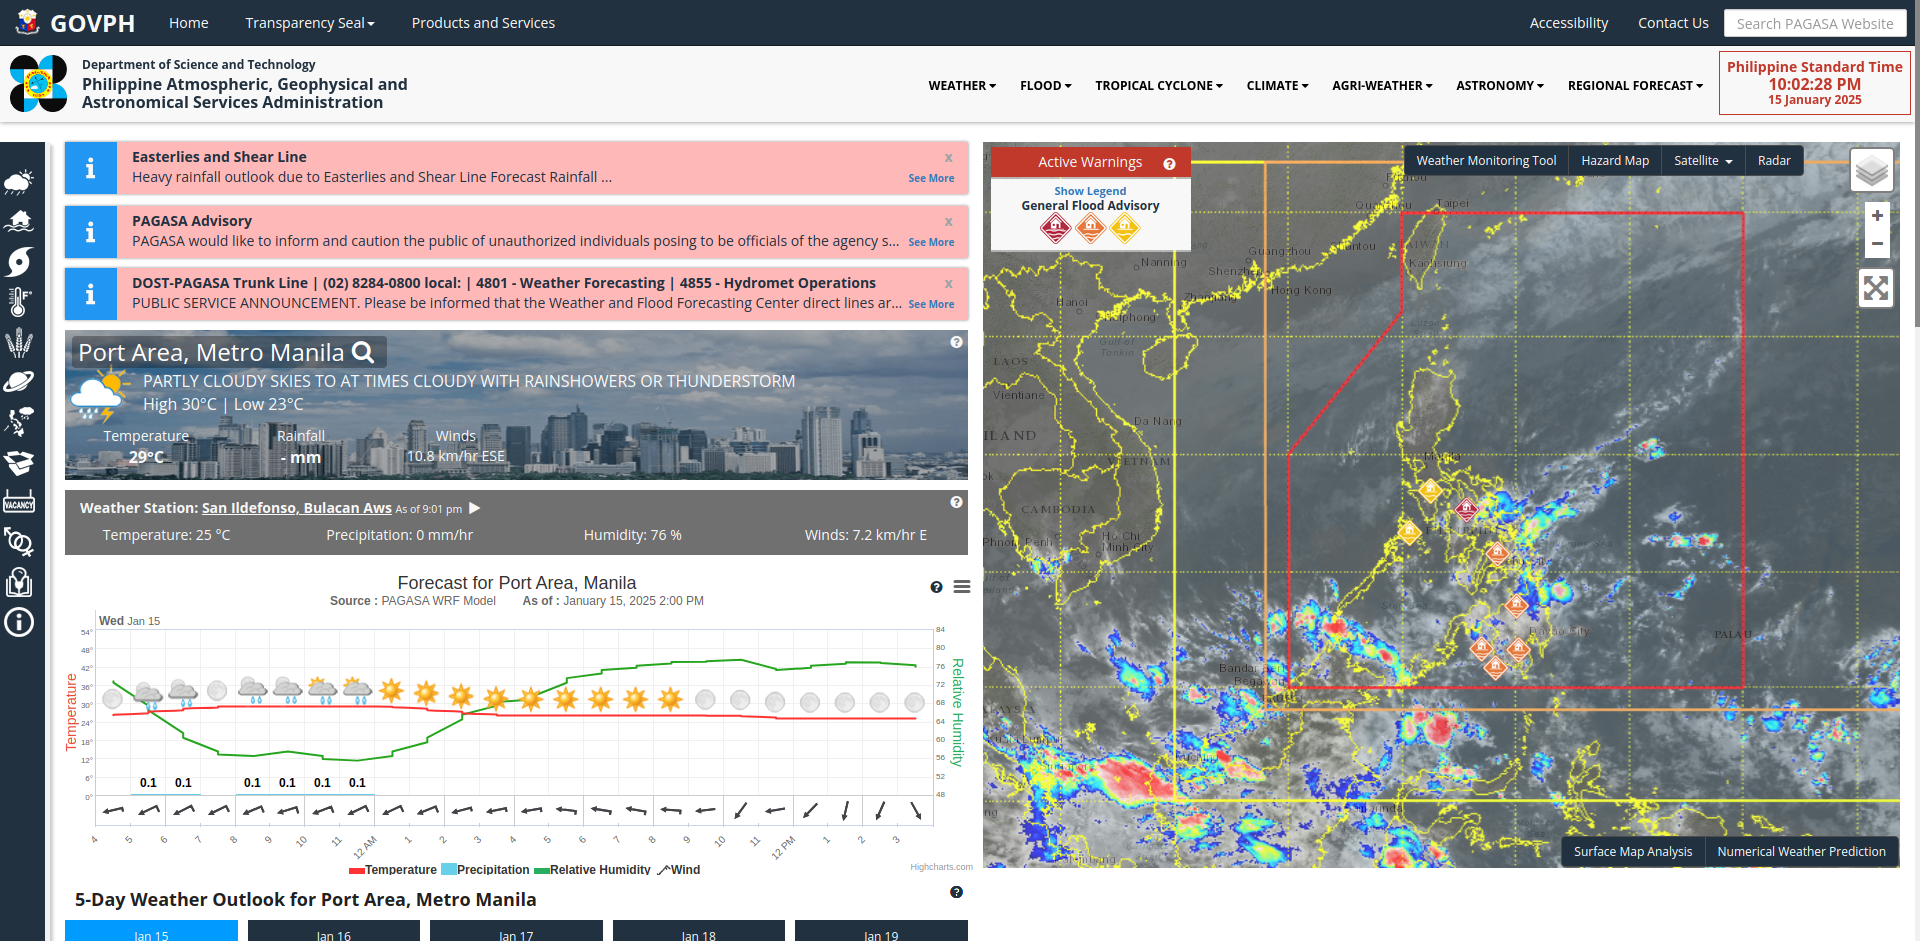 GOVPH
Home
Transparency Seal
Products and Services
Accessibility
Contact Us
Search PAGASA Website
Department of Science and Technology
Philippine Atmospheric, Geophysical and
Astronomical Services Administration
WEATHER
FLOOD
TROPICAL CYCLONE
CLIMATE
AGRI-WEATHER
ASTRONOMY
REGIONAL FORECAST
Philippine Standard Time
10:02:28 PM
15 January 2025
VACANCY
Easterlies and Shear Line
x
Heavy rainfall outlook due to Easterlies and Shear Line Forecast Rainfall ...
See More
PAGASA Advisory
x
PAGASA would like to inform and caution the public of unauthorized individuals posing to be officials of the agency s...
See More
DOST-PAGASA Trunk Line | (02) 8284-0800 local: | 4801 - Weather Forecasting | 4855 - Hydromet Operations
x
PUBLIC SERVICE ANNOUNCEMENT. Please be informed that the Weather and Flood Forecasting Center direct lines ar...
See More
Port Area, Metro Manila
PARTLY CLOUDY SKIES TO AT TIMES CLOUDY WITH RAINSHOWERS OR THUNDERSTORM
High 30°C | Low 23°C
Temperature
29°C
Rainfall
- mm
Winds
10.8 km/hr ESE
Weather Station: San Ildefonso, Bulacan Aws As of 9:01 pm
Temperature: 25 °C
Precipitation: 0 mm/hr
Humidity: 76 %
Winds: 7.2 km/hr E
Forecast for Port Area, Manila
Source : PAGASA WRF Model As of : January 15, 2025 2:00 PM
Wed Jan 15
Temperature
54°
48°
42°
36°
30°
24°
18°
12°
6°
0°
84
80
76
72
68
64
60
56
52
48
Relative Humidity
0.1 0.1 0.1 0.1 0.1 0.1
4 5 6 7 8 9 10 11 12 AM 1 2 3 4 5 6 7 8 9 10 11 12 PM 1 2 3
Temperature Precipitation Relative Humidity Wind
Highcharts.com
5-Day Weather Outlook for Port Area, Metro Manila
Jan 15
Jan 16
Jan 17
Jan 18
Jan 19
Active Warnings
Show Legend
General Flood Advisory
Weather Monitoring Tool
Hazard Map
Satellite
Radar
+
−
Taipei
TAIWAN
Kaohsiung
Guangzhou
Shantou
Shenzhen
Hong Kong
Nanning
Zhanjiang
Hanoi
Haiphong
Gulf of
Tonkin
LAOS
Vientiane
Da Nang
VIETNAM
CAMBODIA
Phnom Penh
Ho Chi
Minh City
Manila
Davao City
PALAU
Bandar Seri
Begawan
Kuching
Surface Map Analysis
Numerical Weather Prediction